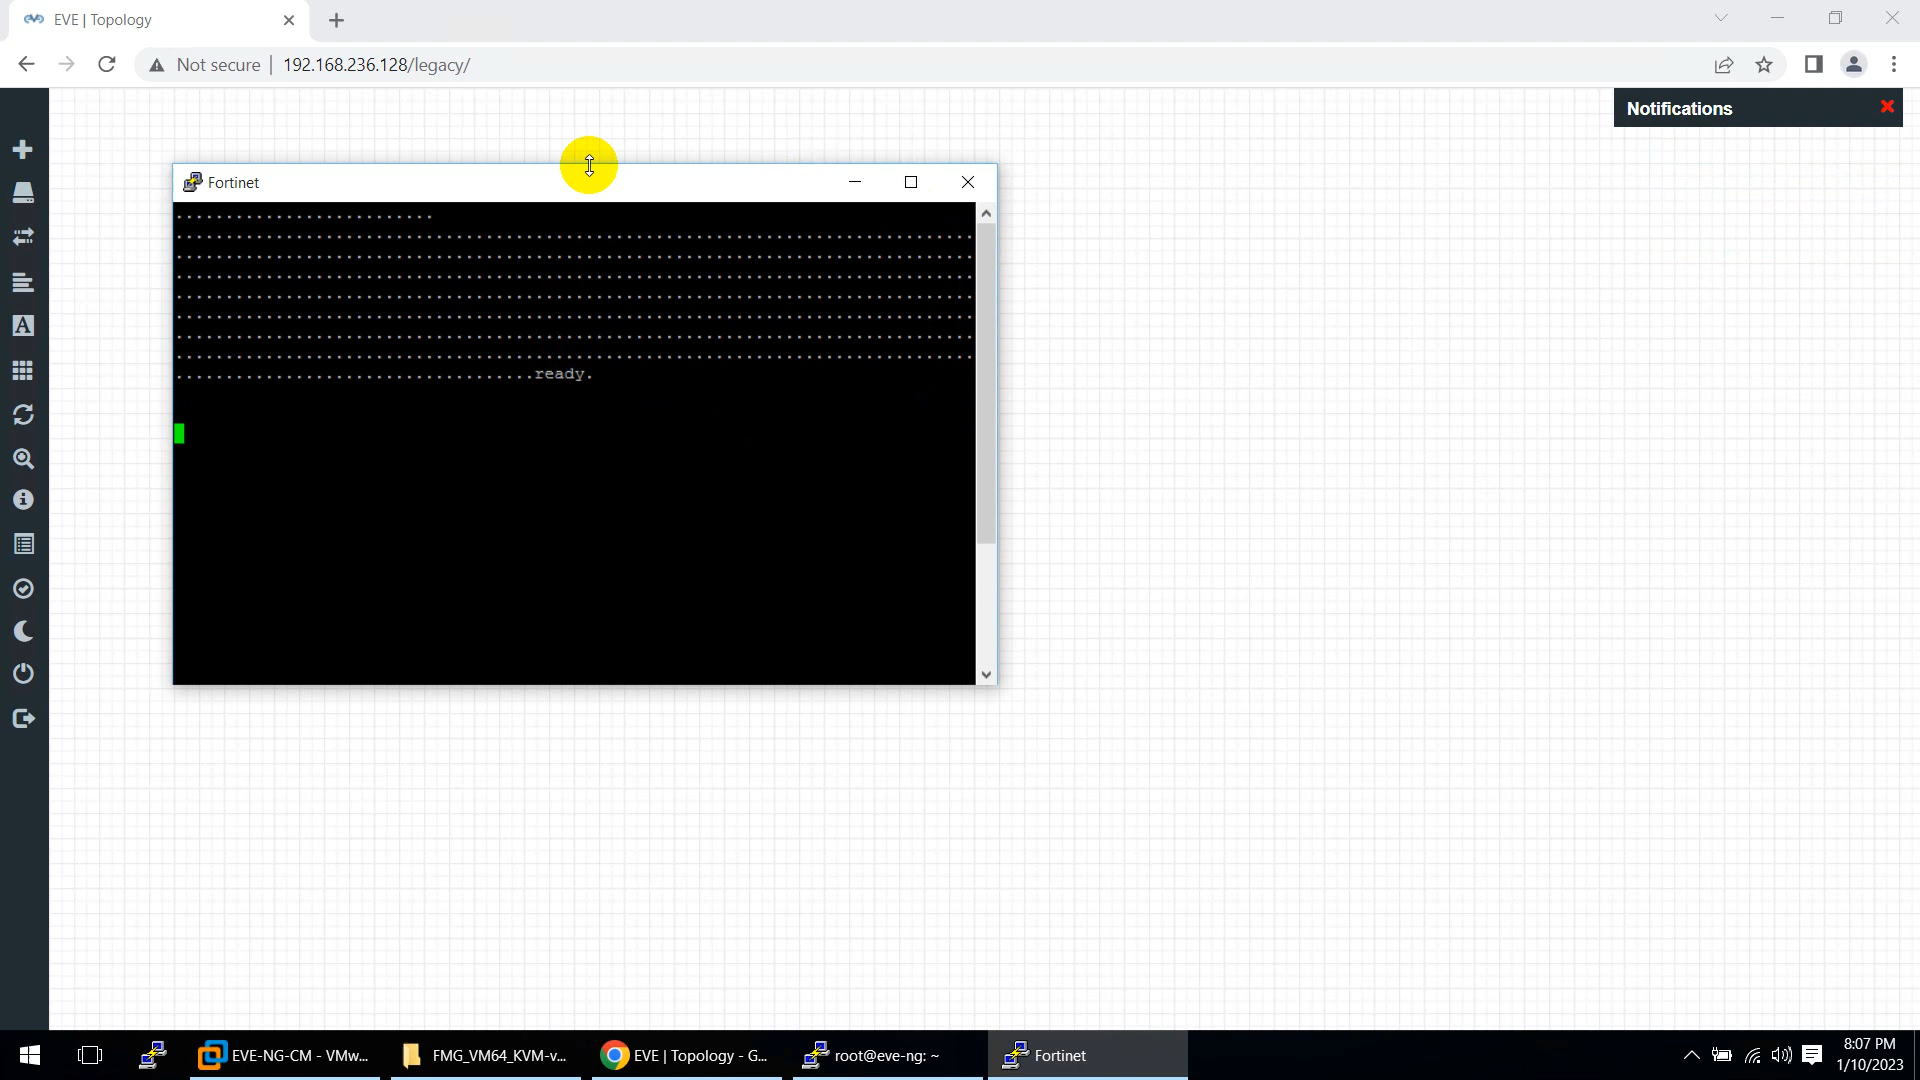 EVE | Topology
Not secure
192.168.236.128/legacy/
Notifications
Fortinet
..........................
................................................................................
................................................................................
................................................................................
................................................................................
................................................................................
................................................................................
................................................................................
....................................ready.
EVE-NG-CM - VMw...
FMG_VM64_KVM-v...
EVE | Topology - G...
root@eve-ng: ~
Fortinet
8:07 PM
1/10/2023